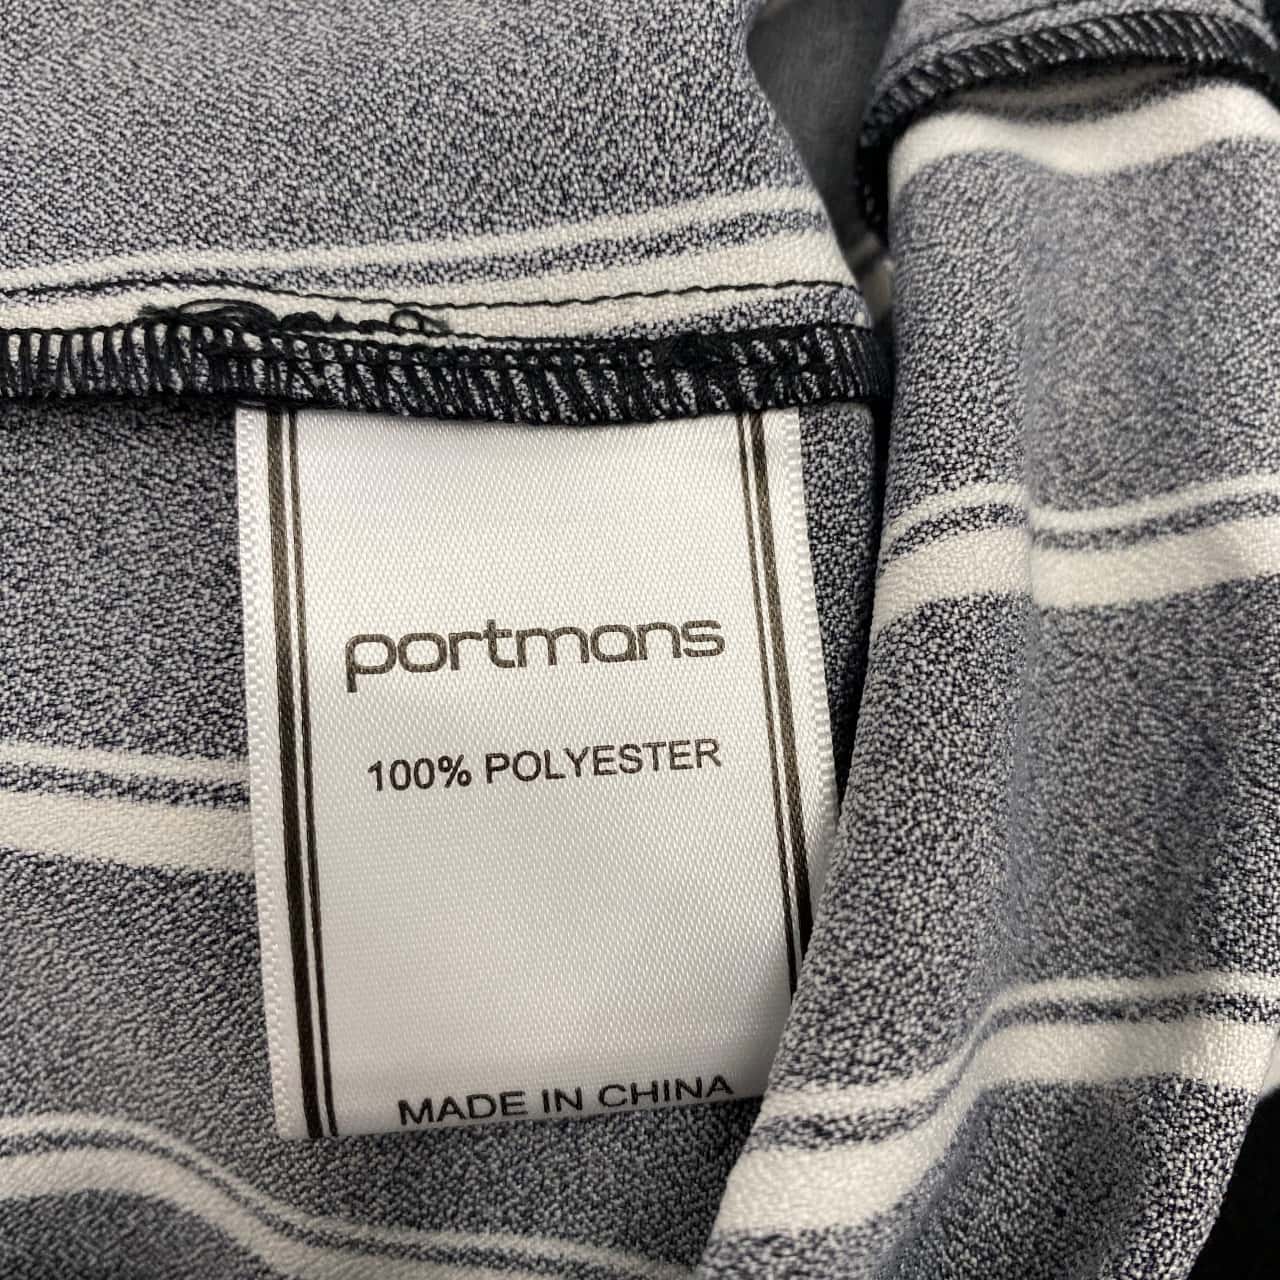 portmans
100% POLYESTER
MADE IN CHINA